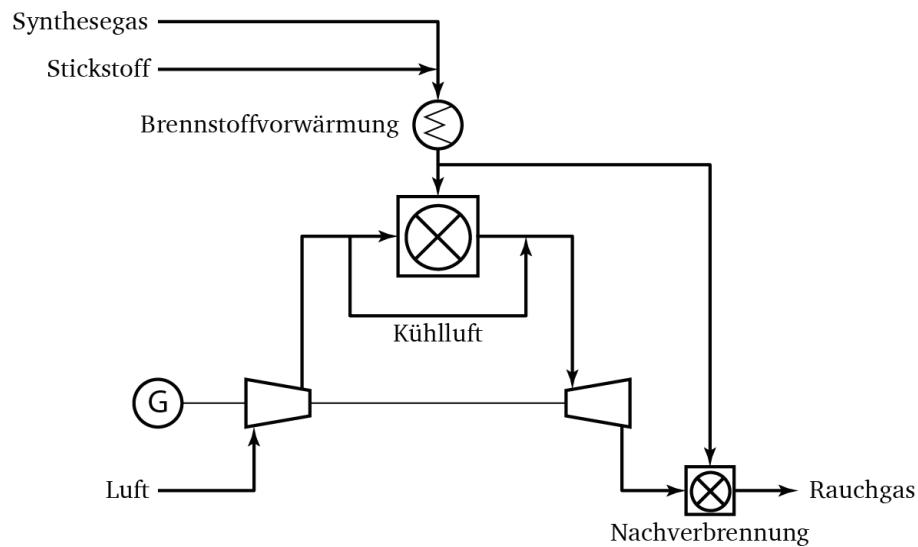 Synthesegas
Stickstoff
Brennstoffvorwärmung
Kühlluft
G
Luft
Rauchgas
Nachverbrennung